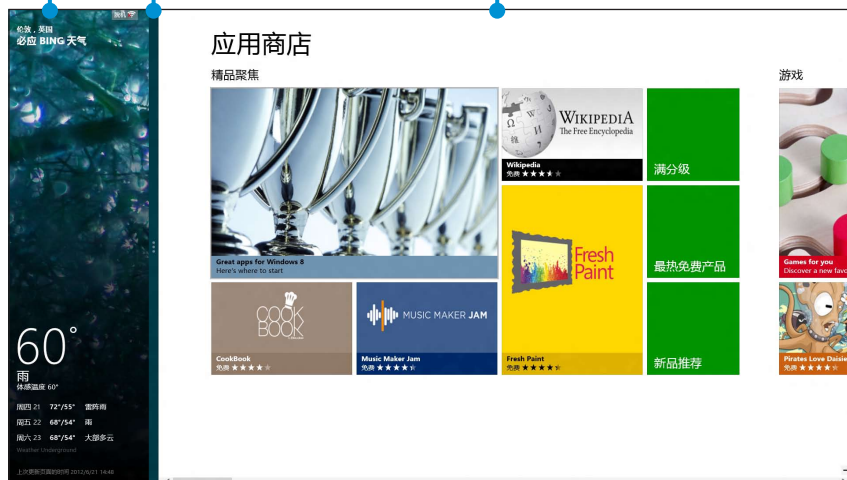 伦敦，英国
必应 BING 天气
60°
雨
体感温度 60°
周四 21 72°/55° 雷阵雨
周五 22 68°/54° 雨
周六 23 68°/54° 大部多云
Weather Underground
上次更新页面的时间 2012/6/21 14:48
应用商店
精品聚焦
Great apps for Windows 8
Here's where to start
WIKIPEDIA
The Free Encyclopedia
Wikipedia
免费
满分级
最热免费产品
新品推荐
Fresh
Paint
Fresh Paint
免费
COOK
BOOK
CookBook
免费
MUSIC MAKER JAM
Music Maker Jam
免费
游戏
Games for you
Discover a new favo
Pirates Love Daisie
免费